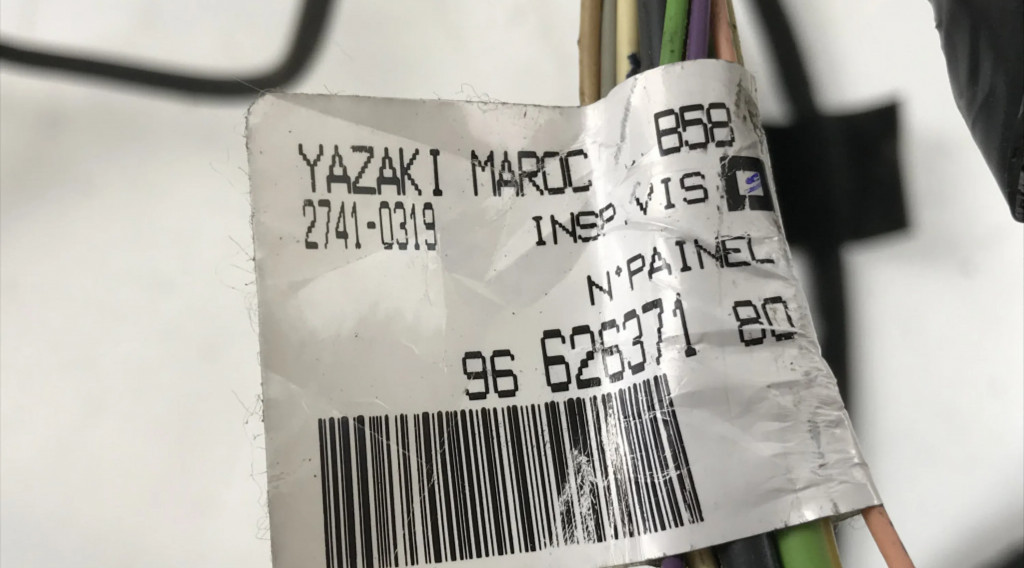 YAZAKI MAROC B58
2741-0319 INSP.VIS
N°PAINEL
96 626371 80